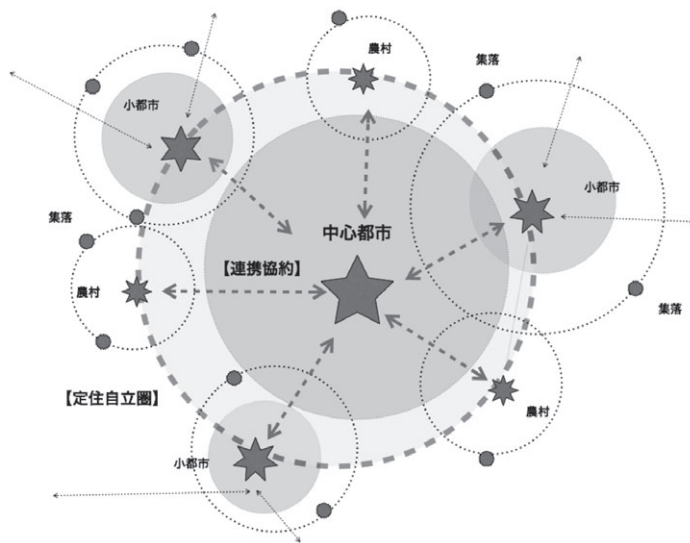 農村
集落
小都市
小都市
中心都市
集落
【連携協約】
農村
集落
【定住自立圏】
農村
小都市